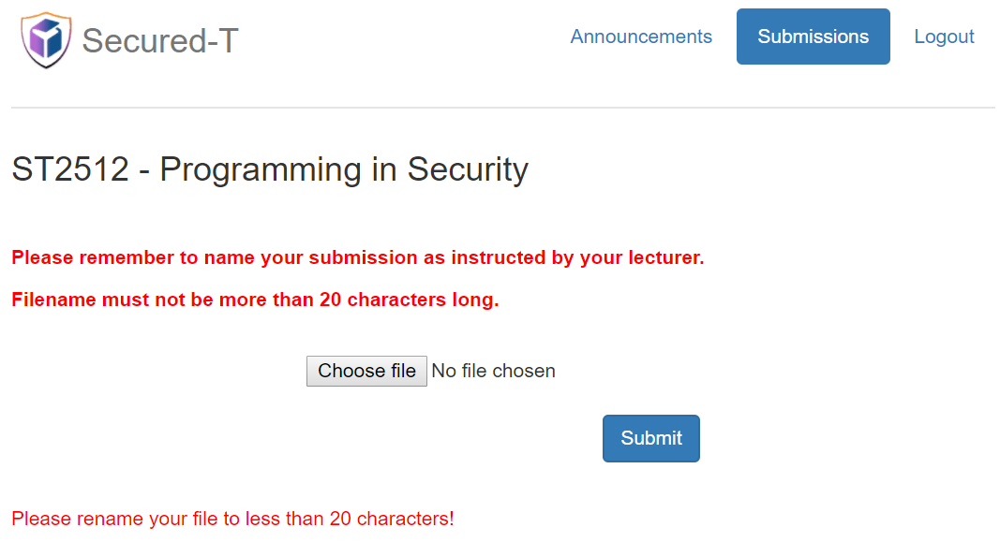 Secured-T
Announcements
Submissions
Logout
ST2512 - Programming in Security
Please remember to name your submission as instructed by your lecturer.
Filename must not be more than 20 characters long.
Choose file No file chosen
Submit
Please rename your file to less than 20 characters!